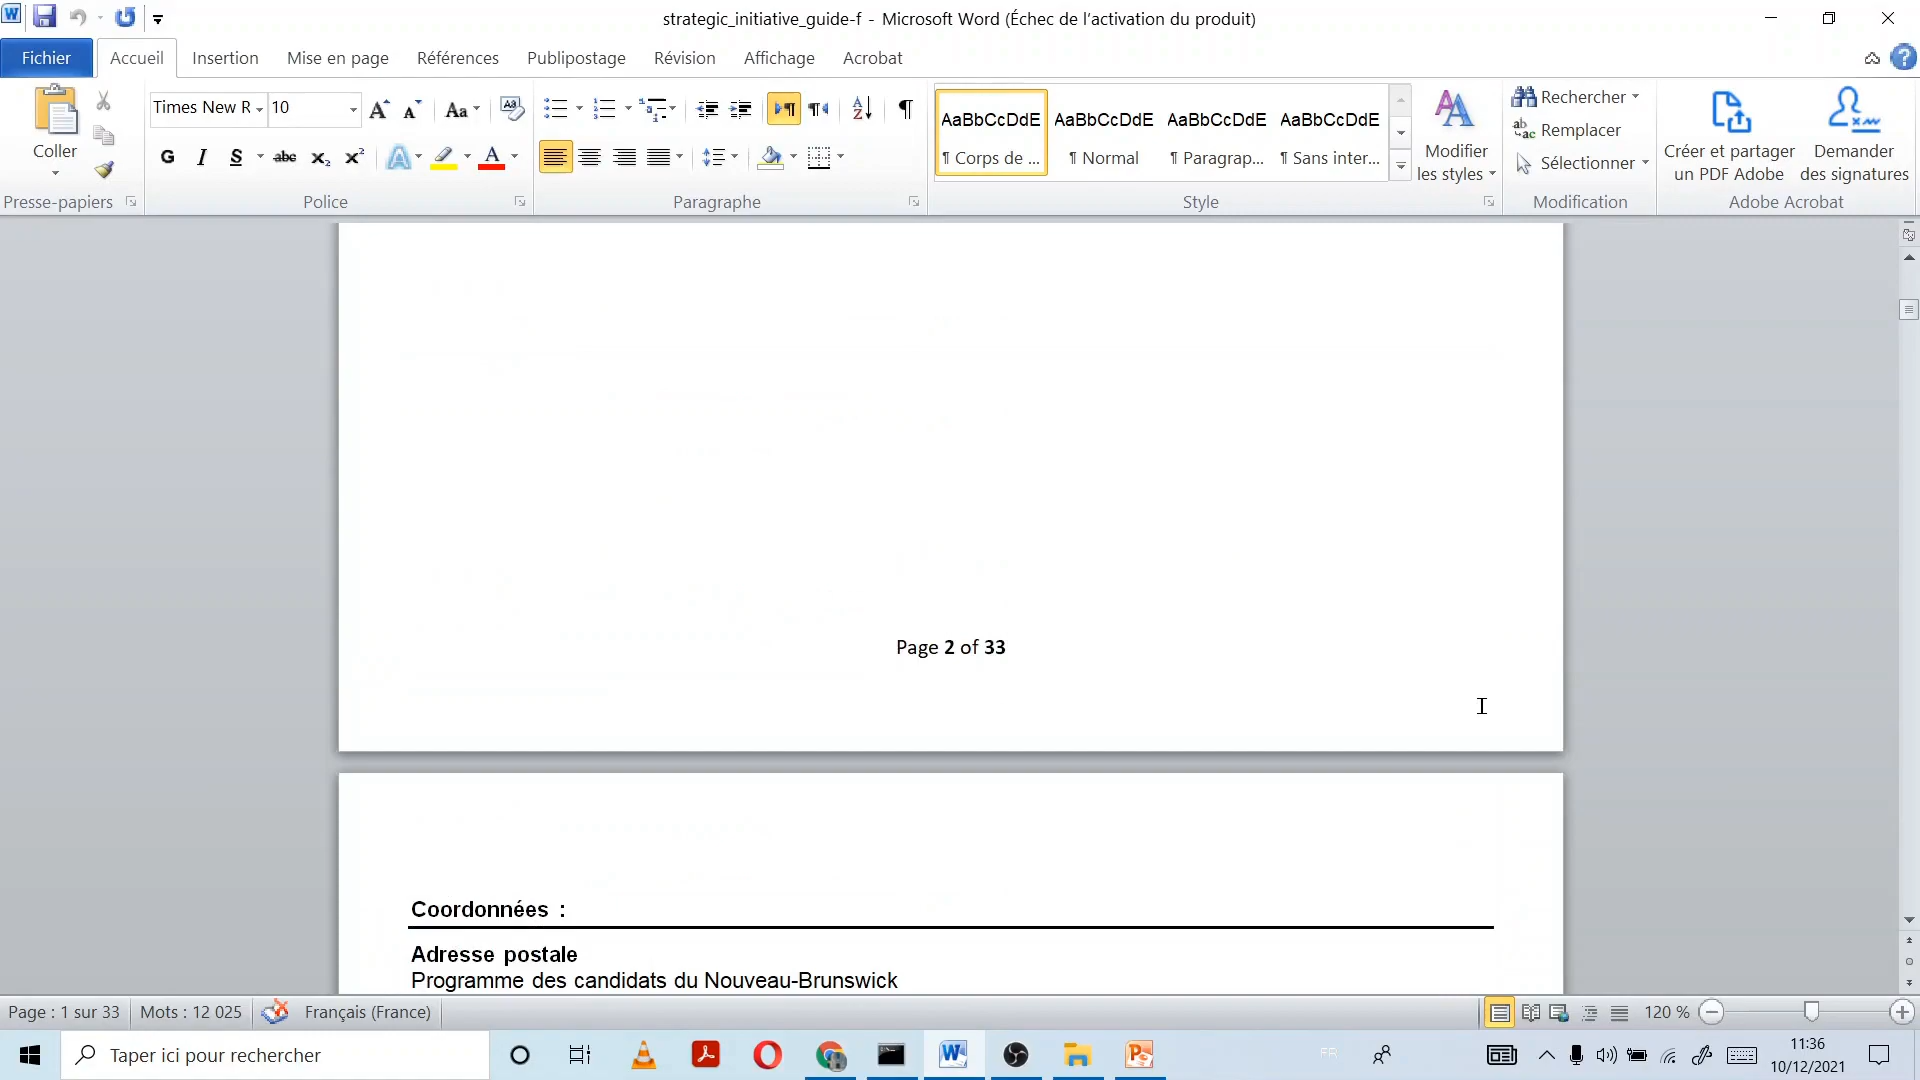 strategic_initiative_guide-f - Microsoft Word (Échec de l'activation du produit)
Fichier Accueil Insertion Mise en page Références Publipostage Révision Affichage Acrobat
Coller
Presse-papiers
Times New R 10
G I S abc x₂ x²
Police
Paragraphe
AaBbCcDdE AaBbCcDdE AaBbCcDdE AaBbCcDdE
¶ Corps de ... ¶ Normal ¶ Paragrap... ¶ Sans inter...
Style
Modifier
les styles
Rechercher
Remplacer
Sélectionner
Modification
Créer et partager
un PDF Adobe
Demander
des signatures
Adobe Acrobat
Page 2 of 33
Coordonnées :
Adresse postale
Programme des candidats du Nouveau-Brunswick
Page : 1 sur 33 Mots : 12 025 Français (France) 120 %
Taper ici pour rechercher
FR
11:36
10/12/2021